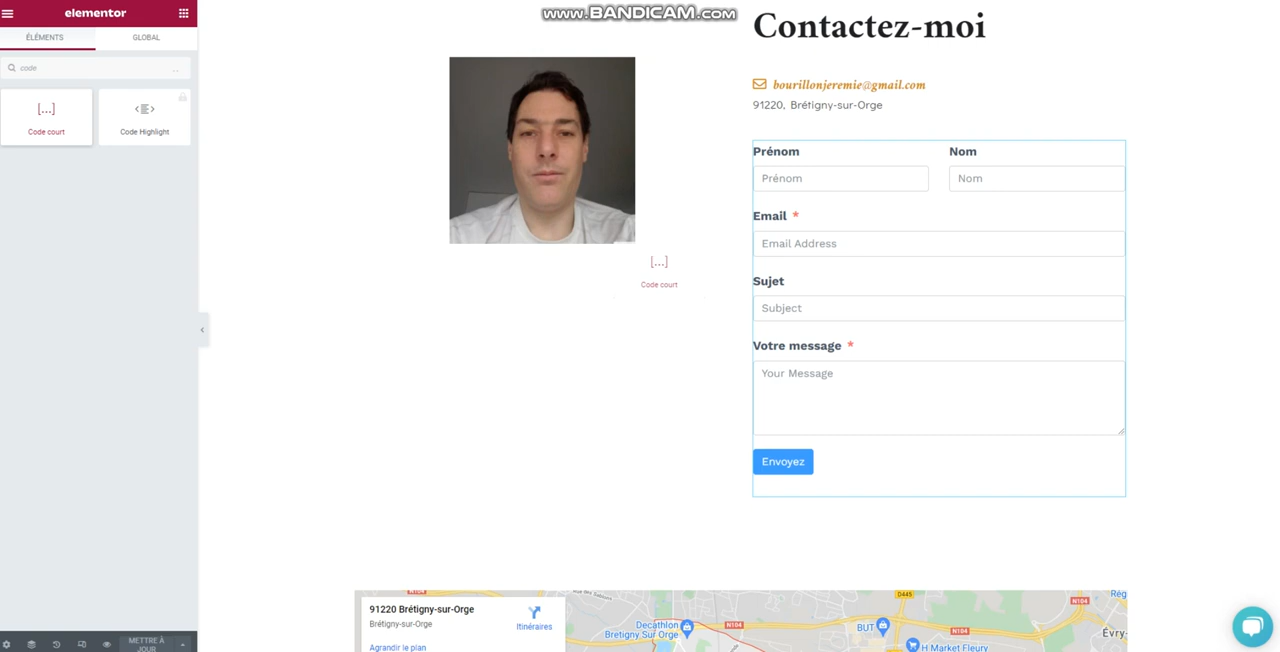 elementor
www.BANDICAM.com
ÉLÉMENTS
GLOBAL
code
[...]
Code court
Code Highlight
Contactez-moi
bourillonjeremie@gmail.com
91220, Brétigny-sur-Orge
[...]
Code court
Prénom
Nom
Prénom
Nom
Email *
Email Address
Sujet
Subject
Votre message *
Your Message
Envoyez
METTRE À
JOUR
91220 Brétigny-sur-Orge
Brétigny-sur-Orge
Itinéraires
Agrandir le plan
N104
Decathlon
Bretigny Sur Orge
N104
BUT
D445
N104
H Market Fleury
N104
Rég
Évry-